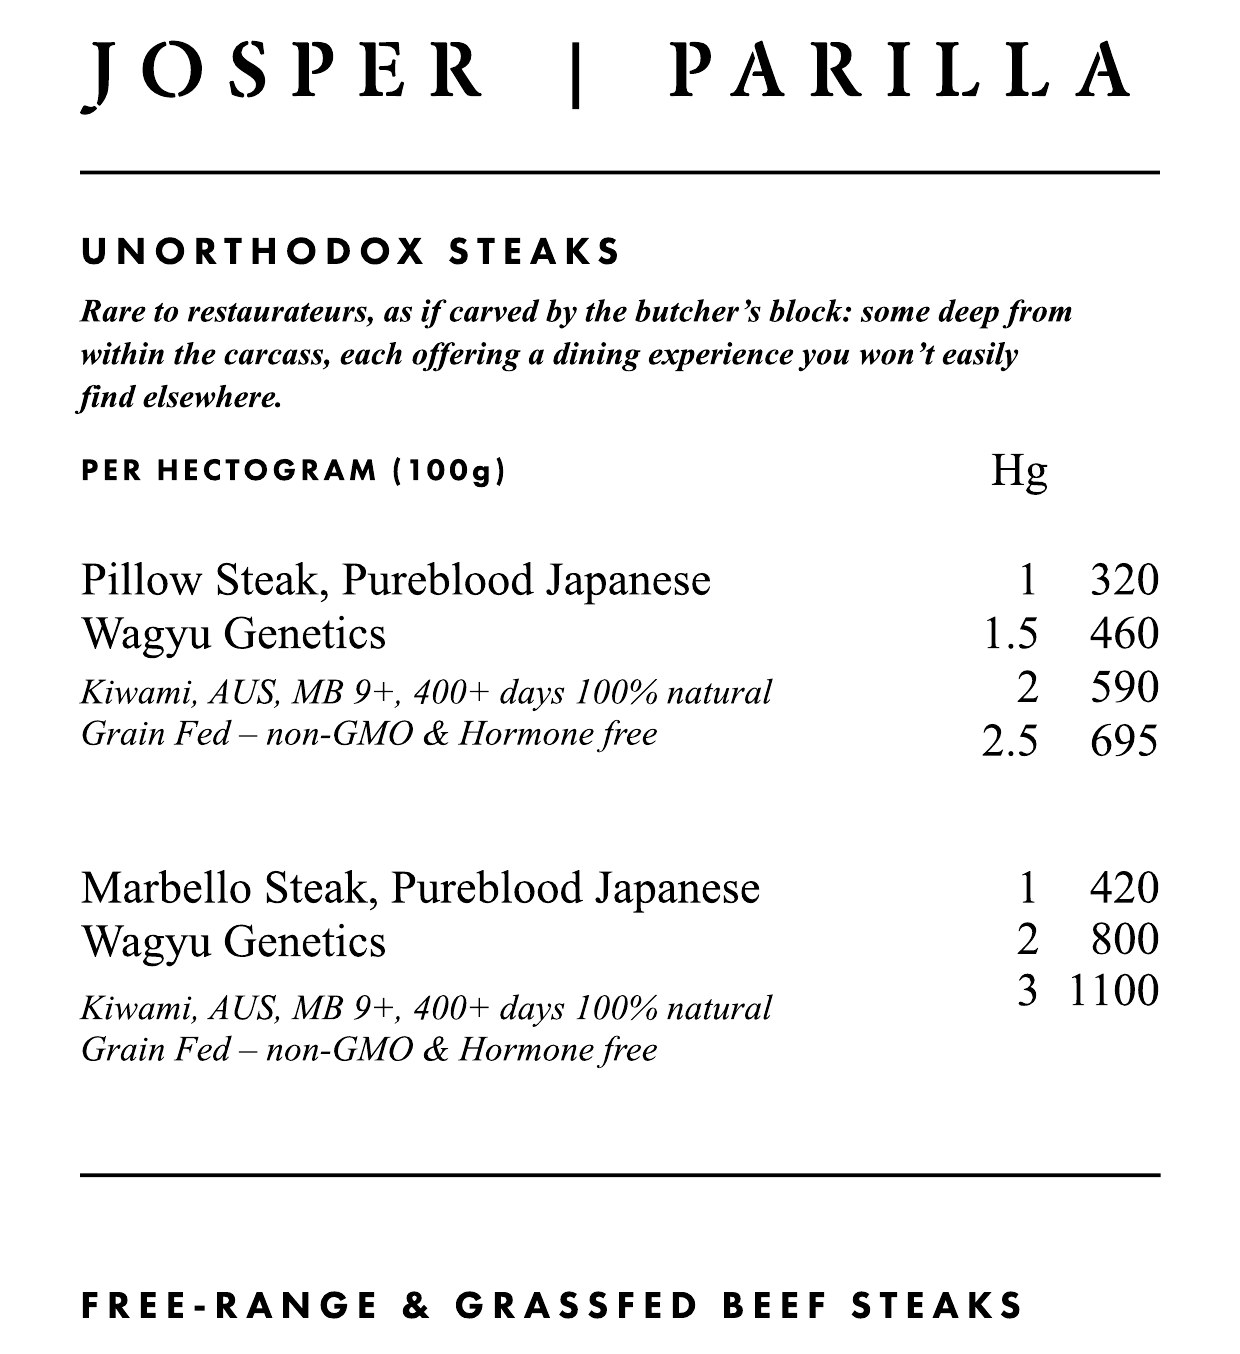 JOSPER | PARILLA
UNORTHODOX STEAKS
Rare to restaurateurs, as if carved by the butcher’s block: some deep from
within the carcass, each offering a dining experience you won’t easily
find elsewhere.
PER HECTOGRAM (100g) Hg
Pillow Steak, Pureblood Japanese 1 320
Wagyu Genetics 1.5 460
Kiwami, AUS, MB 9+, 400+ days 100% natural 2 590
Grain Fed – non-GMO & Hormone free 2.5 695
Marbello Steak, Pureblood Japanese 1 420
Wagyu Genetics 2 800
3 1100
Kiwami, AUS, MB 9+, 400+ days 100% natural
Grain Fed – non-GMO & Hormone free
FREE-RANGE & GRASSFED BEEF STEAKS